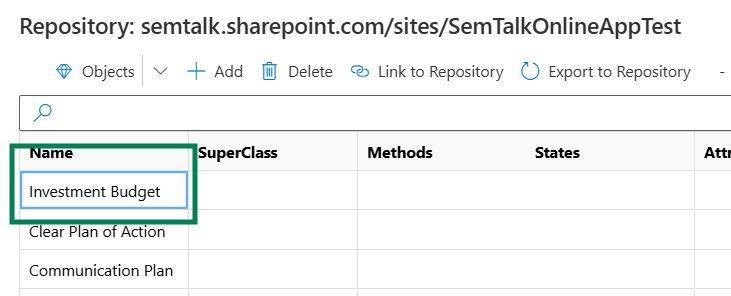 Repository: semtalk.sharepoint.com/sites/SemTalkOnlineAppTest
Objects Add Delete Link to Repository Export to Repository -
Name SuperClass Methods States Attr
Investment Budget
Clear Plan of Action
Communication Plan